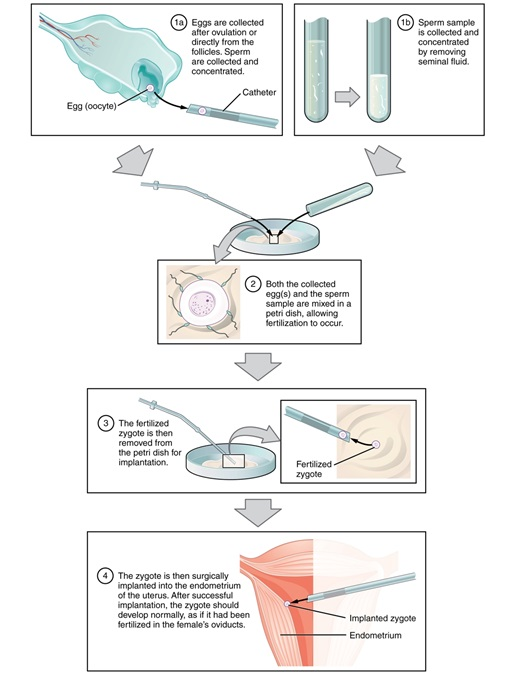 1a Eggs are collected
after ovulation or
directly from the
follicles. Sperm
are collected and
concentrated.
Catheter
Egg (oocyte)
1b Sperm sample
is collected and
concentrated
by removing
seminal fluid.
2 Both the collected
egg(s) and the sperm
sample are mixed in a
petri dish, allowing
fertilization to occur.
3 The fertilized
zygote is then
removed from
the petri dish for
implantation.
Fertilized
zygote
4 The zygote is then surgically
implanted into the endometrium
of the uterus. After successful
implantation, the zygote should
develop normally, as if it had been
fertilized in the female's oviducts.
Implanted zygote
Endometrium